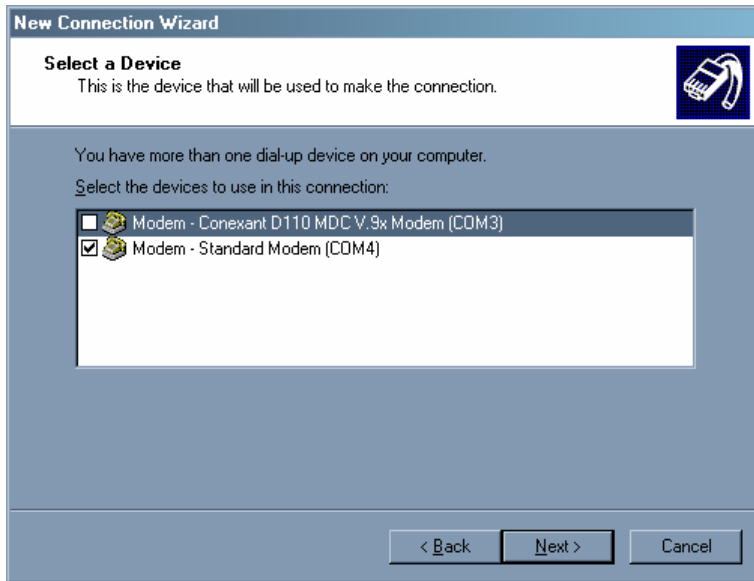 New Connection Wizard
Select a Device
This is the device that will be used to make the connection.
You have more than one dial-up device on your computer.
Select the devices to use in this connection:
Modem - Conexant D110 MDC V.9x Modem (COM3)
Modem - Standard Modem (COM4)
< Back Next > Cancel